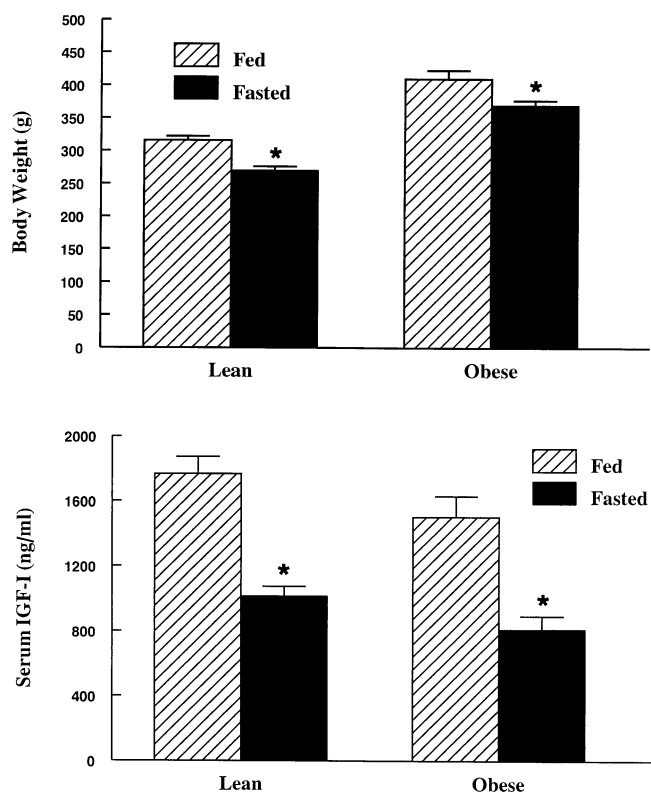 500
450
400
350
300
250
200
150
100
50
0
Body Weight (g)
Fed
Fasted
*
*
Lean Obese
2000
1600
1200
800
400
0
Serum IGF-I (ng/ml)
Fed
Fasted
*
*
Lean Obese